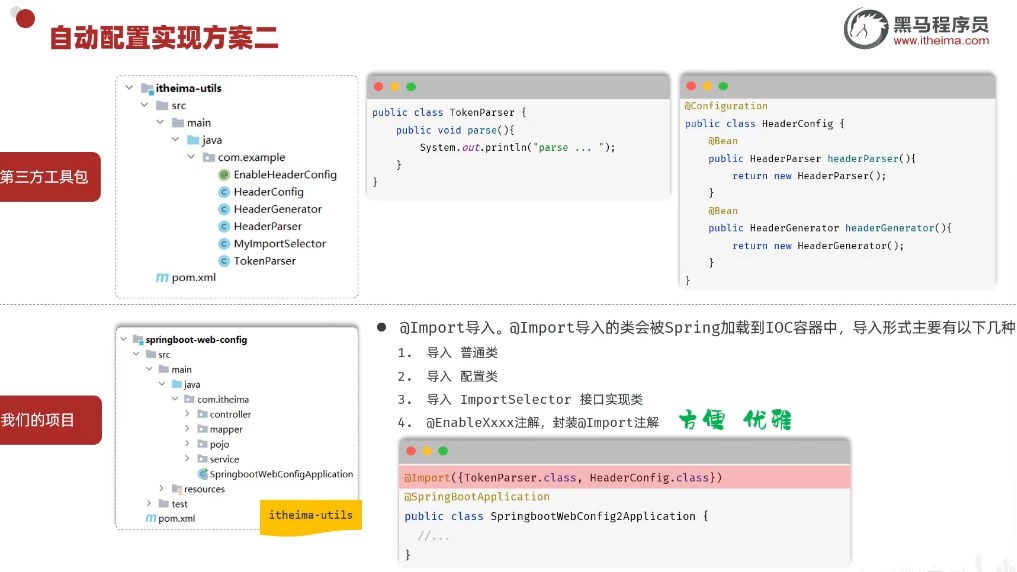 自动配置实现方案二
黑马程序员
www.itheima.com
第三方工具包
itheima-utils
src
main
java
com.example
EnableHeaderConfig
HeaderConfig
HeaderGenerator
HeaderParser
MyImportSelector
TokenParser
pom.xml
public class TokenParser {
public void parse(){
System.out.println("parse ... ");
}
}
@Configuration
public class HeaderConfig {
@Bean
public HeaderParser headerParser(){
return new HeaderParser();
}
@Bean
public HeaderGenerator headerGenerator(){
return new HeaderGenerator();
}
}
我们的项目
springboot-web-config
src
main
java
com.itheima
controller
mapper
pojo
service
SpringbootWebConfigApplication
resources
test
pom.xml
itheima-utils
@Import导入。@Import导入的类会被Spring加载到IOC容器中，导入形式主要有以下几种
1. 导入 普通类
2. 导入 配置类
3. 导入 ImportSelector 接口实现类
4. @EnableXxxx注解，封装@Import注解 方便 优雅
@Import({TokenParser.class, HeaderConfig.class})
@SpringBootApplication
public class SpringbootWebConfig2Application {
//...
}